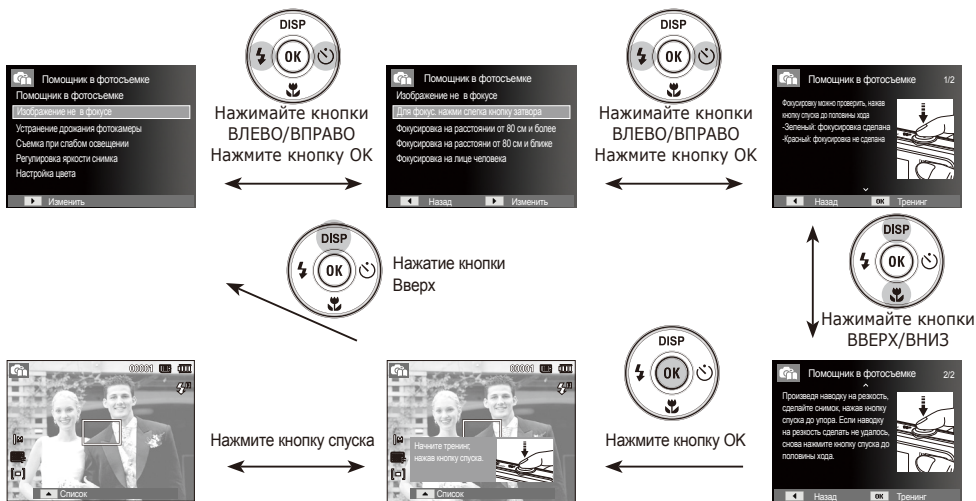 DISP
OK
DISP
OK
Помощник в фотосъемке
Помощник в фотосъемке
Изображение не в фокусе
Устранение дрожания фотокамеры
Съемка при слабом освещении
Регулировка яркости снимка
Настройка цвета
Изменить
Нажимайте кнопки
ВЛЕВО/ВПРАВО
Нажмите кнопку OK
Помощник в фотосъемке
Изображение не в фокусе
Для фокус. нажми слегка кнопку затвора
Фокусировка на расстоянии от 80 см и более
Фокусировка на расстояни от 80 см и ближе
Фокусировка на лице человека
Назад Изменить
Нажимайте кнопки
ВЛЕВО/ВПРАВО
Нажмите кнопку OK
Помощник в фотосъемке 1/2
Фокусировку можно проверить, нажав
кнопку спуска до половины хода
-Зеленый: фокусировка сделана
-Красный: фокусировка не сделана
Назад OK Тренинг
DISP
OK
Нажатие кнопки
Вверх
DISP
OK
Нажимайте кнопки
ВВЕРХ/ВНИЗ
00001
Список
Нажмите кнопку спуска
00001
Начните тренинг,
нажав кнопку спуска.
Список
DISP
OK
Нажмите кнопку OK
Помощник в фотосъемке 2/2
Произведя наводку на резкость,
сделайте снимок, нажав кнопку
спуска до упора. Если наводку
на резкость сделать не удалось,
снова нажмите кнопку спуска до
половины хода.
Назад OK Тренинг